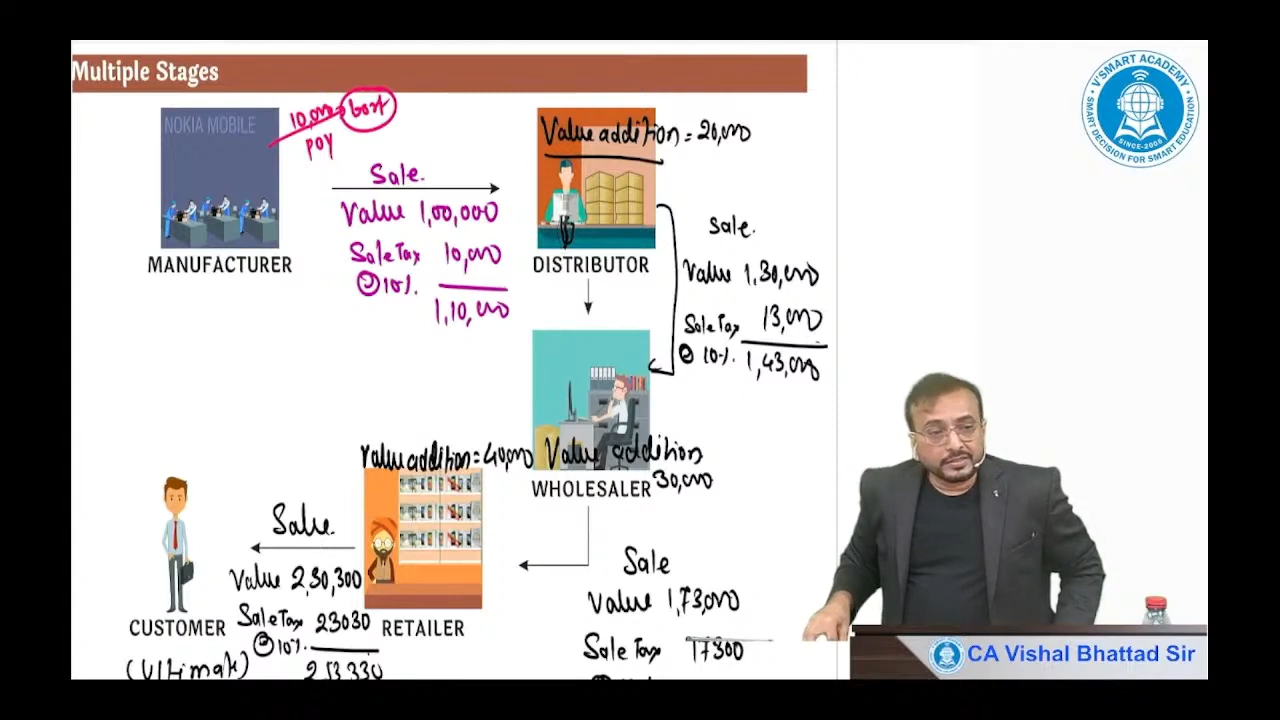 Multiple Stages
V'SMART ACADEMY
SMART DECISION FOR SMART EDUCATION
SINCE-2006
NOKIA MOBILE
10,000
Govt
pay
Value addition = 20,000
Sale.
Value 1,00,000
Sale Tax 10,000
@10%.
1,10,000
MANUFACTURER
DISTRIBUTOR
Sale.
Value 1,30,000
Sale Tax 13,000
@ 10%.
1,43,000
Value addition = 40,000
Value addition
30,000
WHOLESALER
Sale.
Value 2,30,300
Sale Tax 23030
@10%.
253330
CUSTOMER
(Ultimate)
RETAILER
Sale
Value 1,73,000
Sale Tax 17300
CA Vishal Bhattad Sir